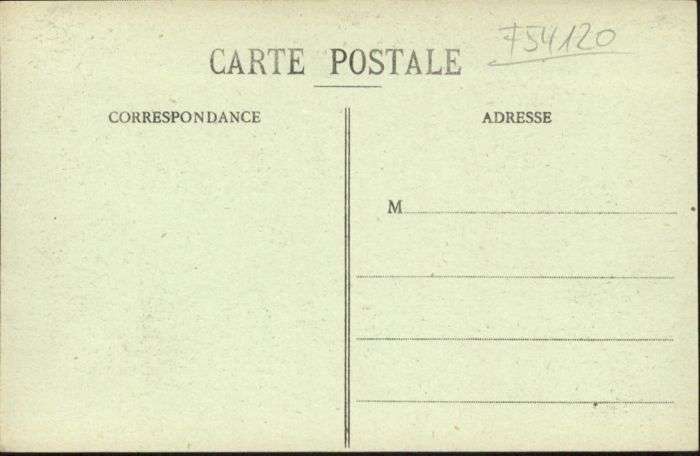 754120
CARTE POSTALE
CORRESPONDANCE
ADRESSE
M